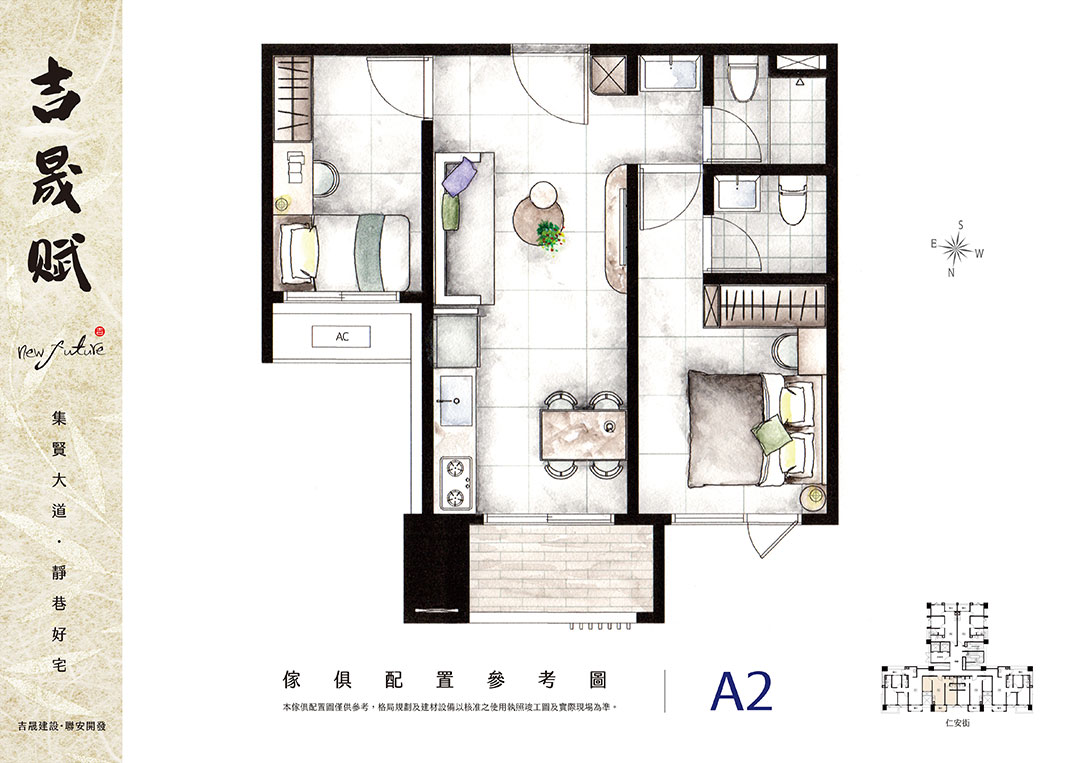 吉晟賦
吉
new future
集賢大道·靜巷好宅
吉晟建設·聯安開發
AC
S
E
W
N
傢俱配置參考圖
本傢俱配置圖僅供參考，格局規劃及建材設備以核准之使用執照竣工圖及實際現場為準。
A2
仁安街